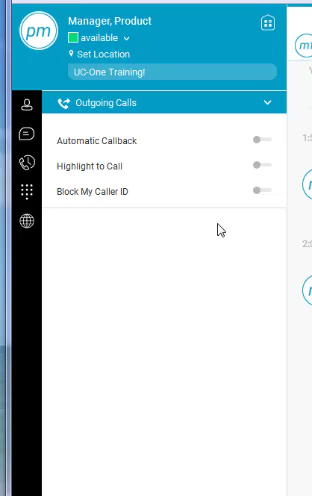 pm
Manager, Product
available
Set Location
UC-One Training!
Outgoing Calls
Automatic Callback
Highlight to Call
Block My Caller ID